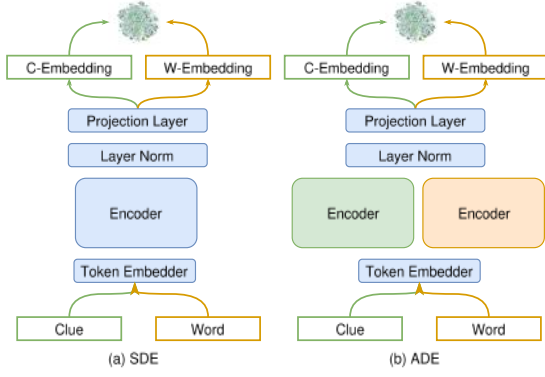 C-Embedding W-Embedding C-Embedding W-Embedding
Projection Layer Projection Layer
Layer Norm Layer Norm
Encoder Encoder Encoder
Token Embedder Token Embedder
Clue Word Clue Word
(a) SDE (b) ADE